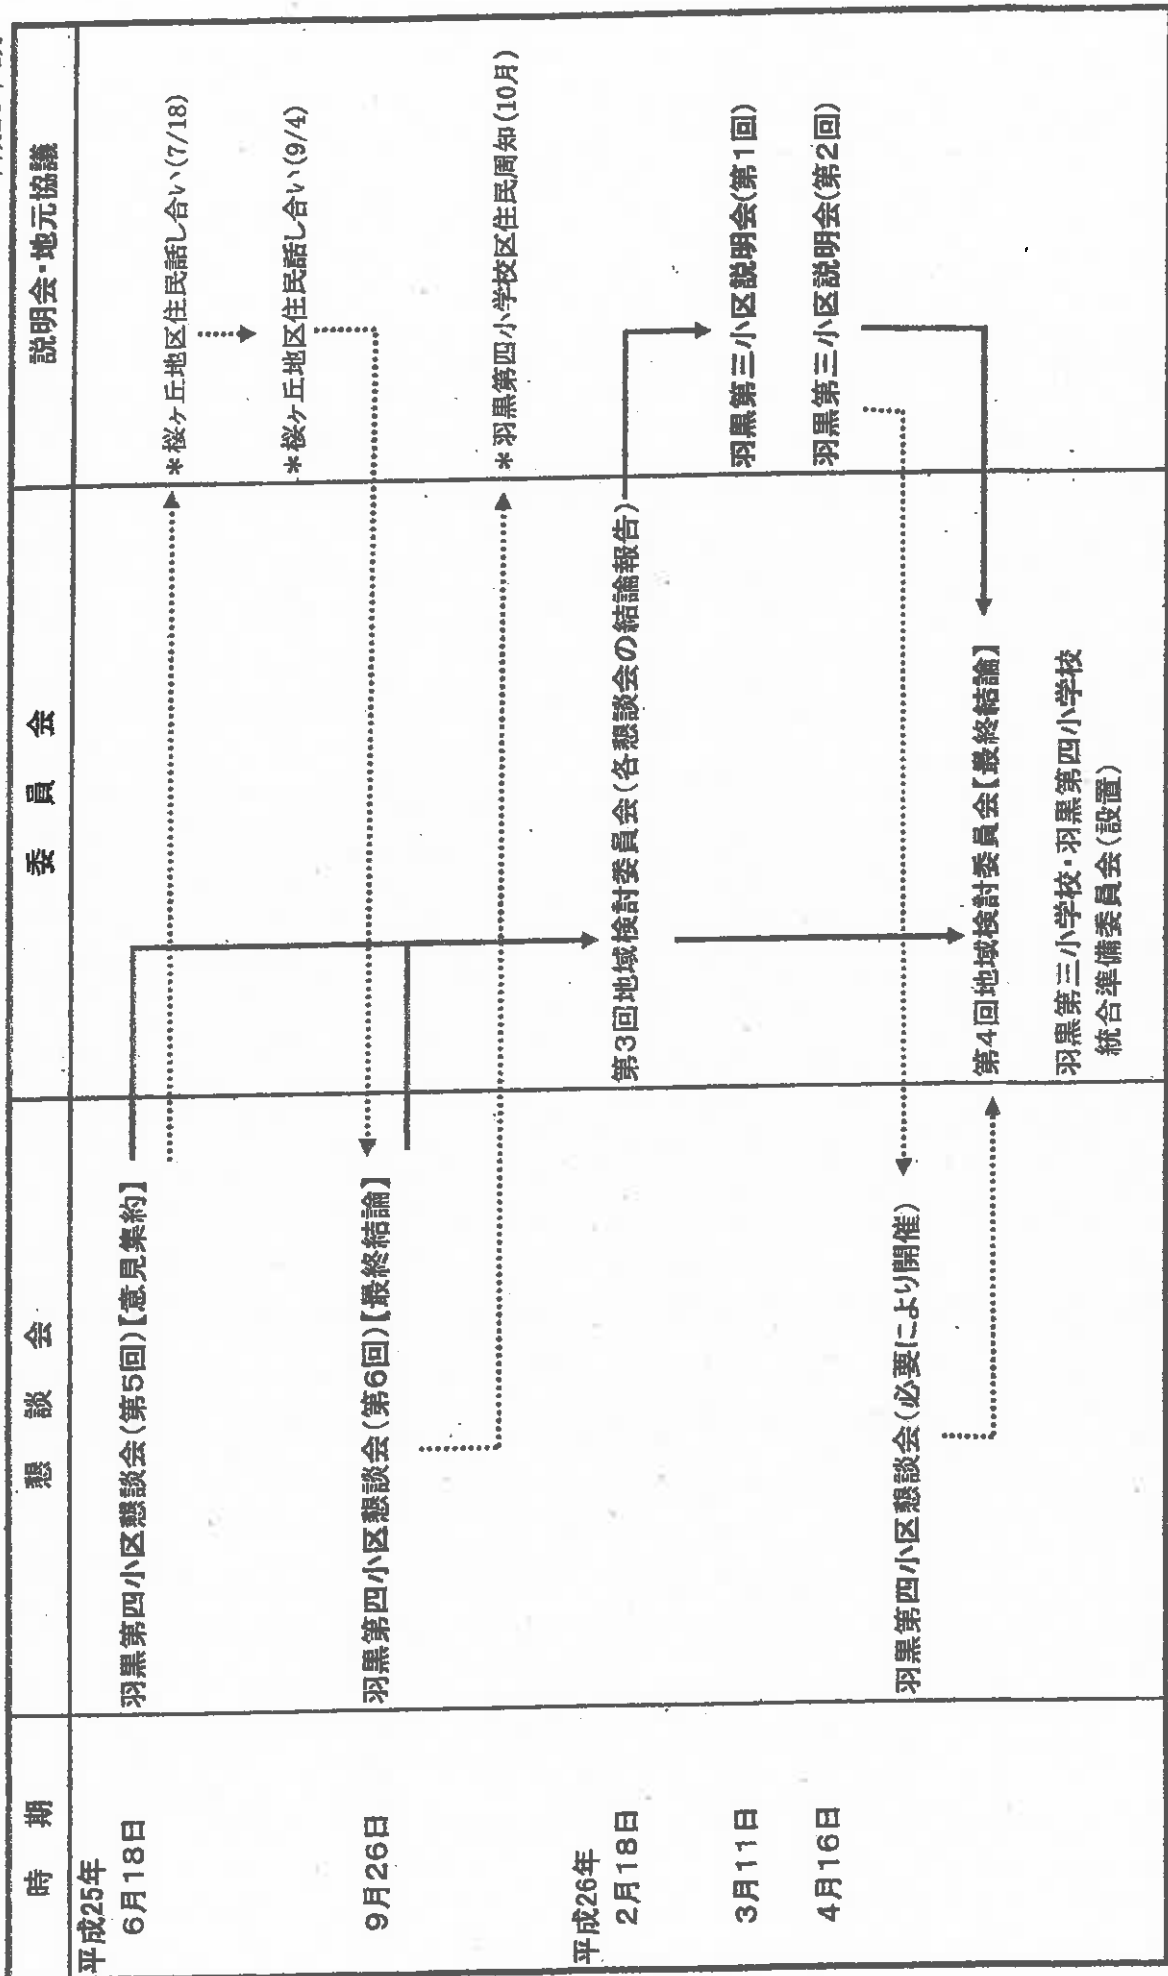 時期
懇談会
委員会
説明会・地元協議
平成25年
6月18日
羽黒第四小区懇談会(第5回)【意見集約】
*桜ヶ丘地区住民話し合い(7/18)
*桜ヶ丘地区住民話し合い(9/4)
9月26日
羽黒第四小区懇談会(第6回)【最終結論】
*羽黒第四小学校区住民周知(10月)
平成26年
2月18日
第3回地域検討委員会(各懇談会の結論報告)
3月11日
羽黒第三小区説明会(第1回)
4月16日
羽黒第三小区説明会(第2回)
羽黒第四小区懇談会(必要により開催)
第4回地域検討委員会【最終結論】
羽黒第三小学校・羽黒第四小学校
統合準備委員会(設置)